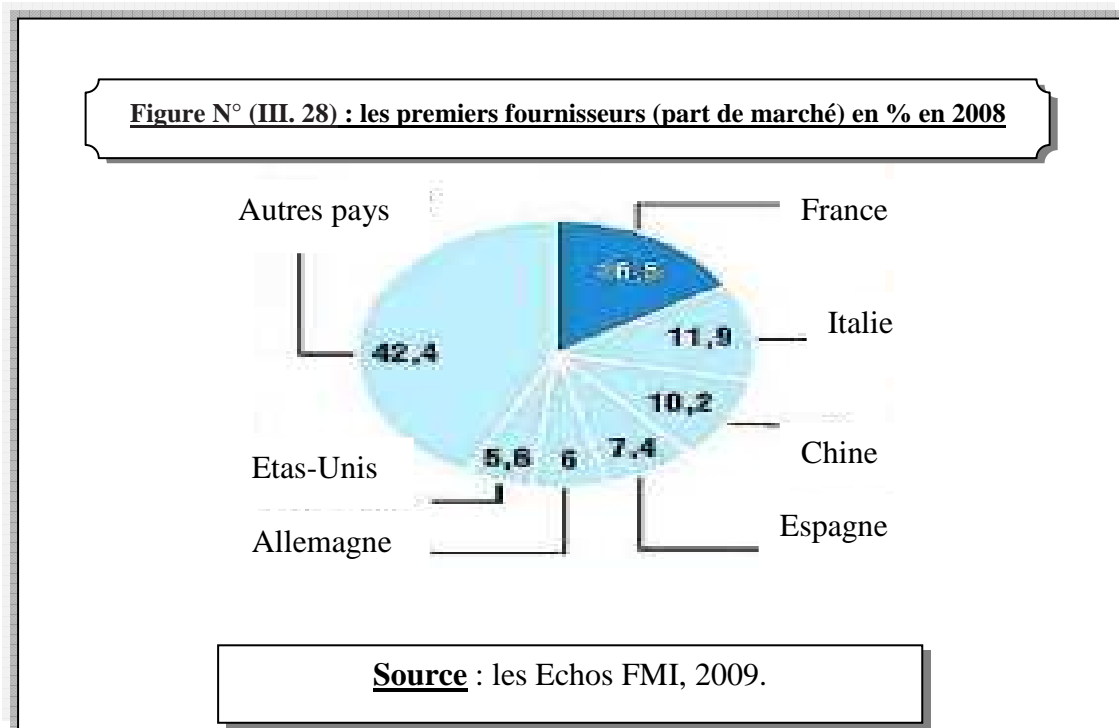 Figure N° (III. 28) : les premiers fournisseurs (part de marché) en % en 2008
Autres pays
France
Italie
11,9
42,4
10,2
Chine
7,4
5,6
6
Etas-Unis
Espagne
Allemagne
Source : les Echos FMI, 2009.